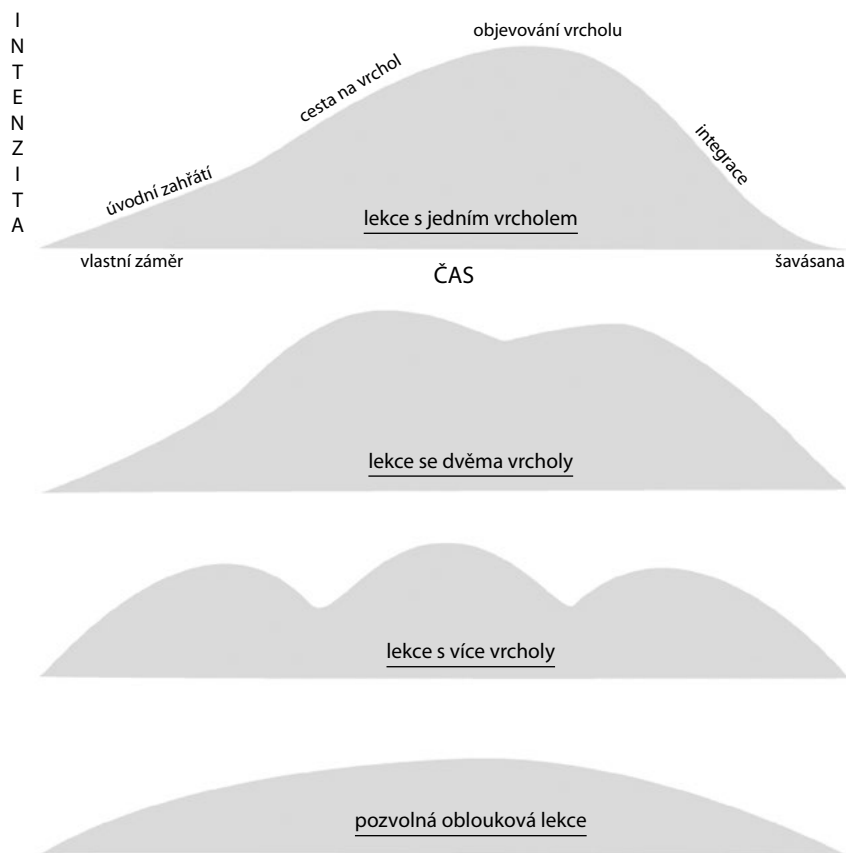 INTENZITA
objevování vrcholu
cesta na vrchol
úvodní zahřátí
integrace
lekce s jedním vrcholem
vlastní záměr
šavásana
ČAS
lekce se dvěma vrcholy
lekce s více vrcholy
pozvolná oblouková lekce